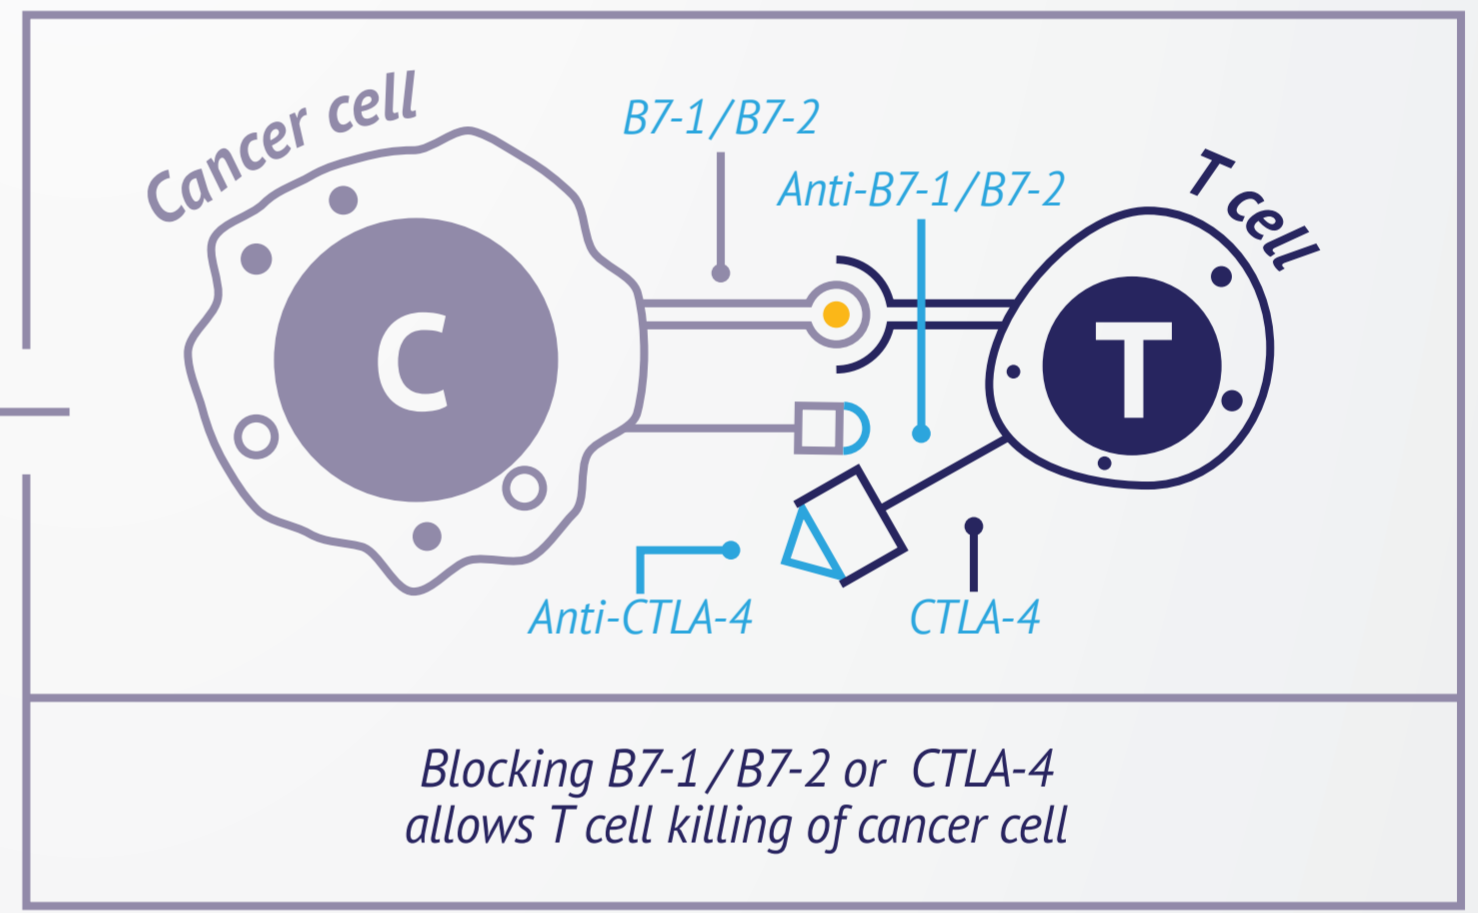 Cancer cell
B7-1/B7-2
Anti-B7-1/B7-2
T cell
C
T
Anti-CTLA-4
CTLA-4
Blocking B7-1/B7-2 or CTLA-4
allows T cell killing of cancer cell